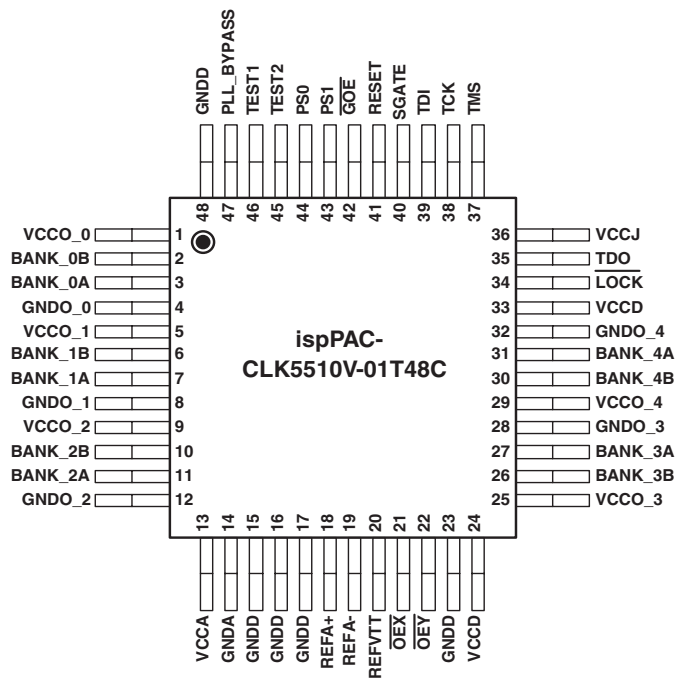 GNDD
PLL_BYPASS
TEST1
TEST2
PS0
PS1
GOE
RESET
SGATE
TDI
TCK
TMS
48 47 46 45 44 43 42 41 40 39 38 37
VCCO_0 1
BANK_0B 2
BANK_0A 3
GNDO_0 4
VCCO_1 5
BANK_1B 6
BANK_1A 7
GNDO_1 8
VCCO_2 9
BANK_2B 10
BANK_2A 11
GNDO_2 12
ispPAC-
CLK5510V-01T48C
36 VCCJ
35 TDO
34 LOCK
33 VCCD
32 GNDO_4
31 BANK_4A
30 BANK_4B
29 VCCO_4
28 GNDO_3
27 BANK_3A
26 BANK_3B
25 VCCO_3
13 14 15 16 17 18 19 20 21 22 23 24
VCCA
GNDA
GNDD
GNDD
GNDD
REFA+
REFA-
REFVTT
OEX
OEY
GNDD
VCCD